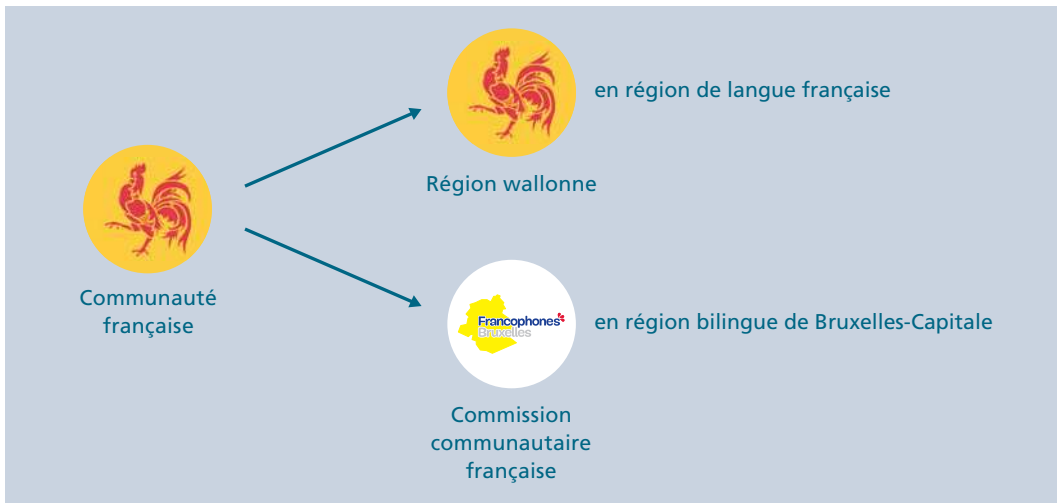 en région de langue française
Région wallonne
Communauté
française
Francophones
Bruxelles
en région bilingue de Bruxelles-Capitale
Commission
communautaire
française